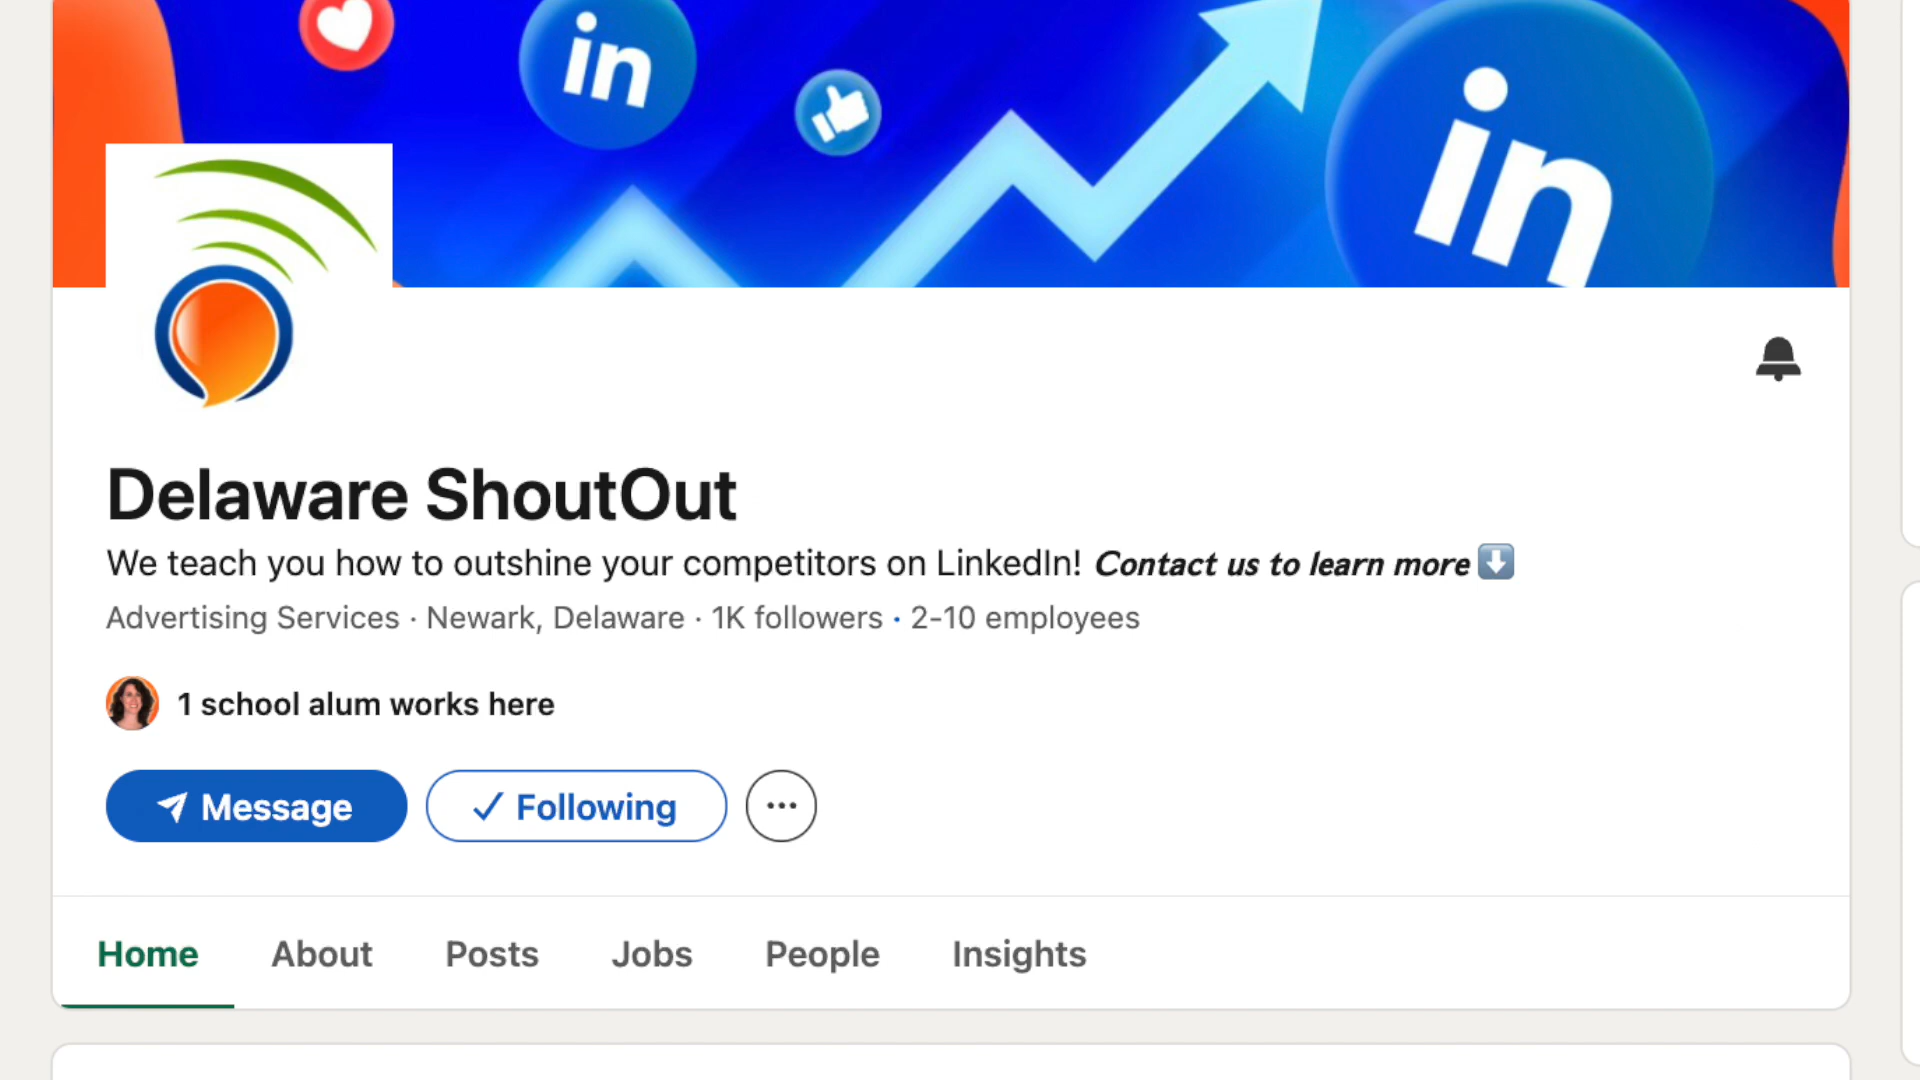 in
in
Delaware ShoutOut
We teach you how to outshine your competitors on LinkedIn! Contact us to learn more ⬇️
Advertising Services · Newark, Delaware · 1K followers · 2-10 employees
1 school alum works here
Message
Following
Home
About
Posts
Jobs
People
Insights